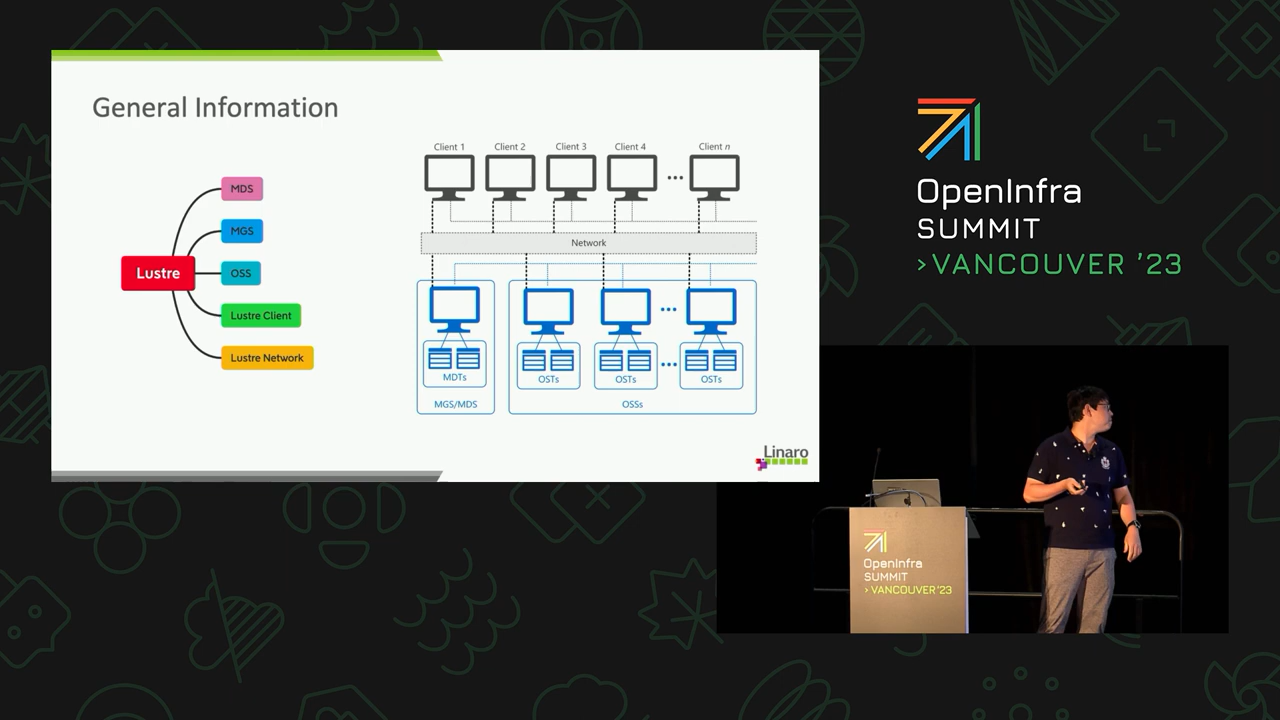 General Information
MDS
MGS
OSS
Lustre
Lustre Client
Lustre Network
Client 1
Client 2
Client 3
Client 4
Client n
Network
MDTs
OSTs
OSTs
OSTs
MGS/MDS
OSSs
Linaro
OpenInfra
SUMMIT
>VANCOUVER '23
OpenInfra
SUMMIT
>VANCOUVER '23